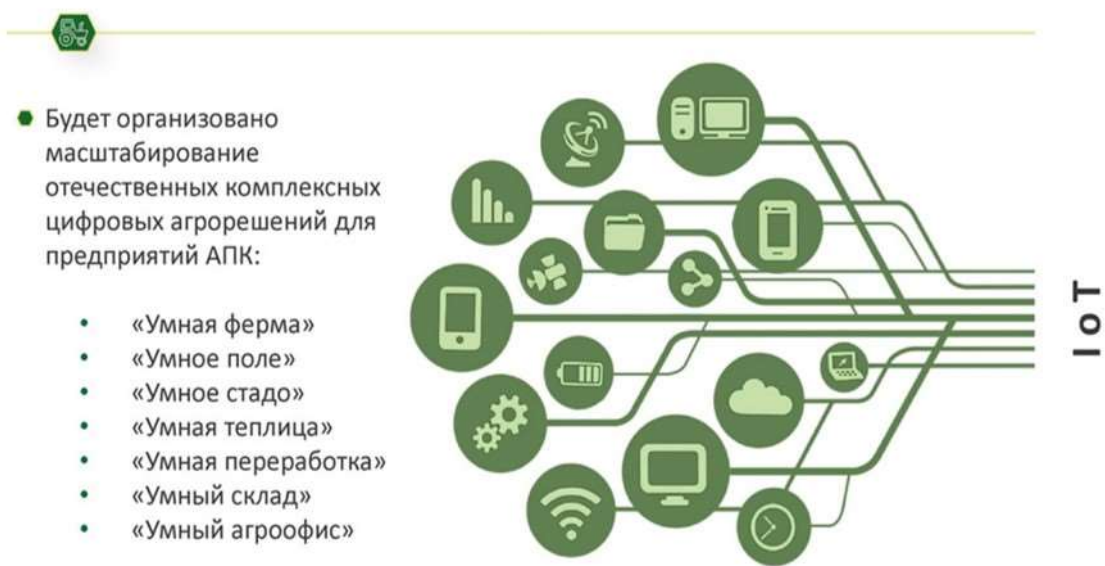 Будет организовано
масштабирование
отечественных комплексных
цифровых агрорешений для
предприятий АПК:
«Умная ферма»
«Умное поле»
«Умное стадо»
«Умная теплица»
«Умная переработка»
«Умный склад»
«Умный агроофис»
IoT